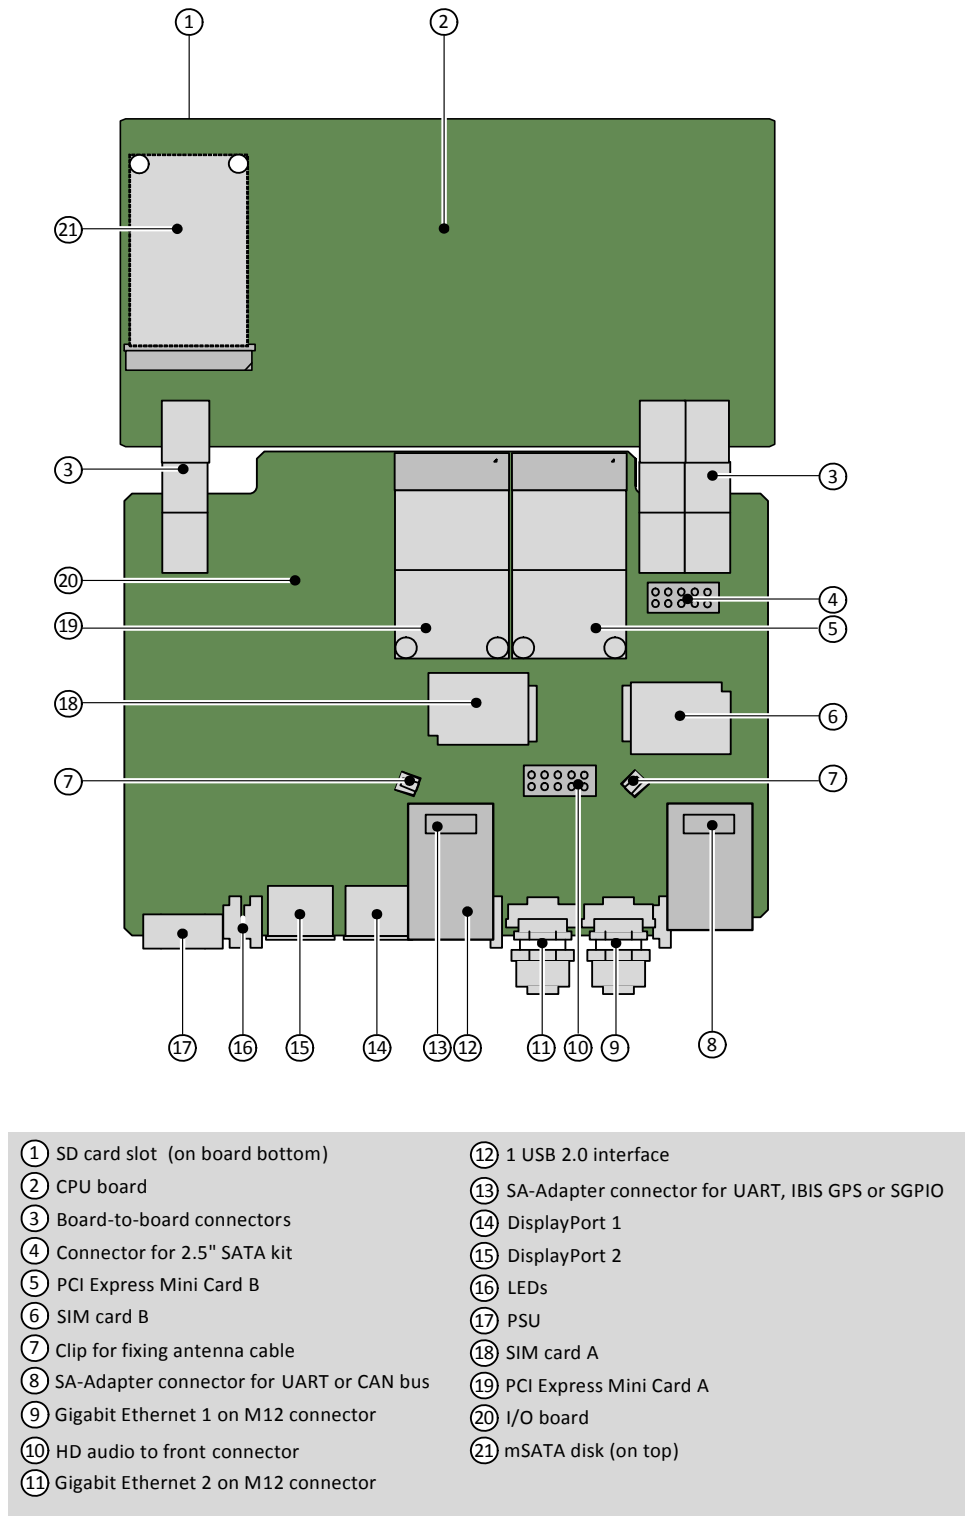 1 2
21
3 3
20
4
19
5
18
6
7 7
17 16 15 14 13 12 11 10 9 8
1 SD card slot (on board bottom)
2 CPU board
3 Board-to-board connectors
4 Connector for 2.5" SATA kit
5 PCI Express Mini Card B
6 SIM card B
7 Clip for fixing antenna cable
8 SA-Adapter connector for UART or CAN bus
9 Gigabit Ethernet 1 on M12 connector
10 HD audio to front connector
11 Gigabit Ethernet 2 on M12 connector
12 1 USB 2.0 interface
13 SA-Adapter connector for UART, IBIS GPS or SGPIO
14 DisplayPort 1
15 DisplayPort 2
16 LEDs
17 PSU
18 SIM card A
19 PCI Express Mini Card A
20 I/O board
21 mSATA disk (on top)